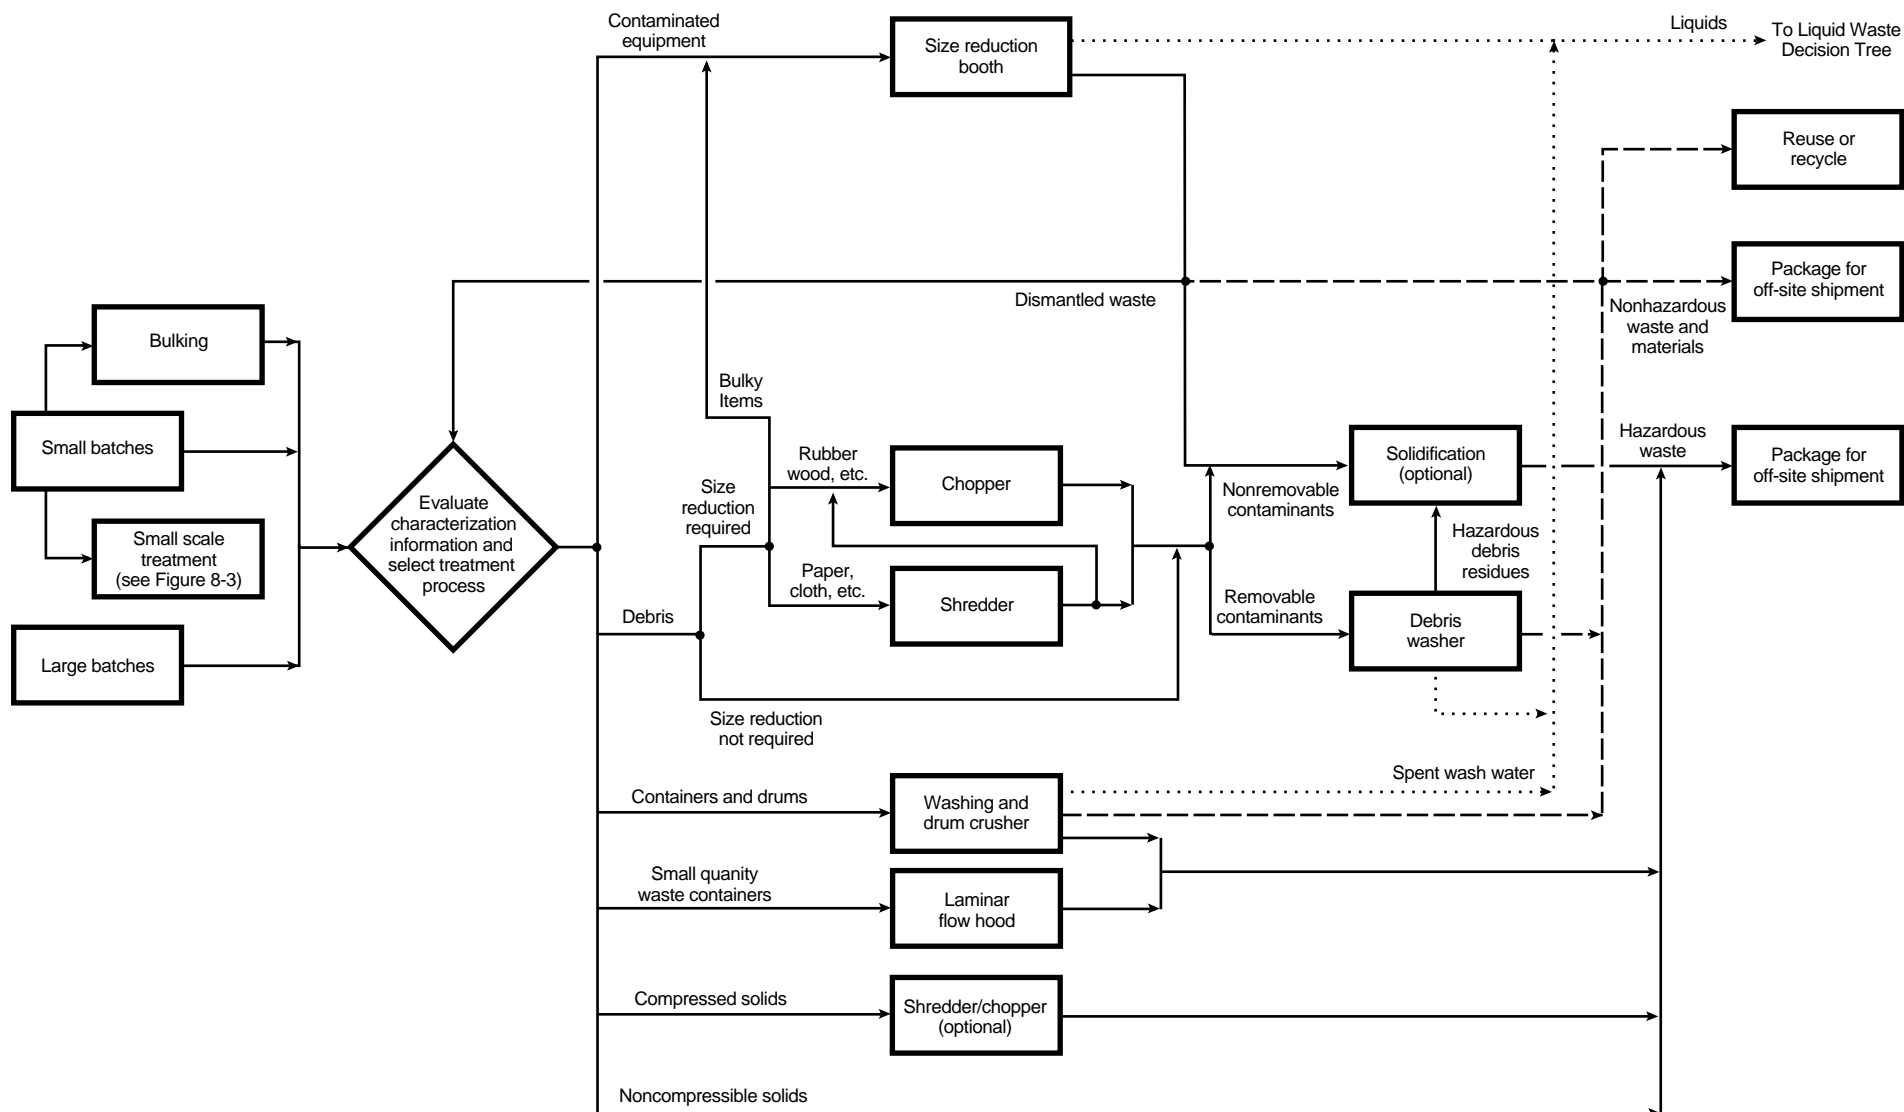 Contaminated
equipment
Size reduction
booth
Liquids
To Liquid Waste
Decision Tree
Reuse or
recycle
Package for
off-site shipment
Dismantled waste
Nonhazardous
waste and
materials
Bulking
Small batches
Small scale
treatment
(see Figure 8-3)
Large batches
Evaluate
characterization
information and
select treatment
process
Bulky
Items
Size
reduction
required
Rubber
wood, etc.
Chopper
Paper,
cloth, etc.
Shredder
Debris
Size reduction
not required
Nonremovable
contaminants
Removable
contaminants
Solidification
(optional)
Hazardous
debris
residues
Debris
washer
Hazardous
waste
Package for
off-site shipment
Spent wash water
Containers and drums
Washing and
drum crusher
Small quanity
waste containers
Laminar
flow hood
Compressed solids
Shredder/chopper
(optional)
Noncompressible solids